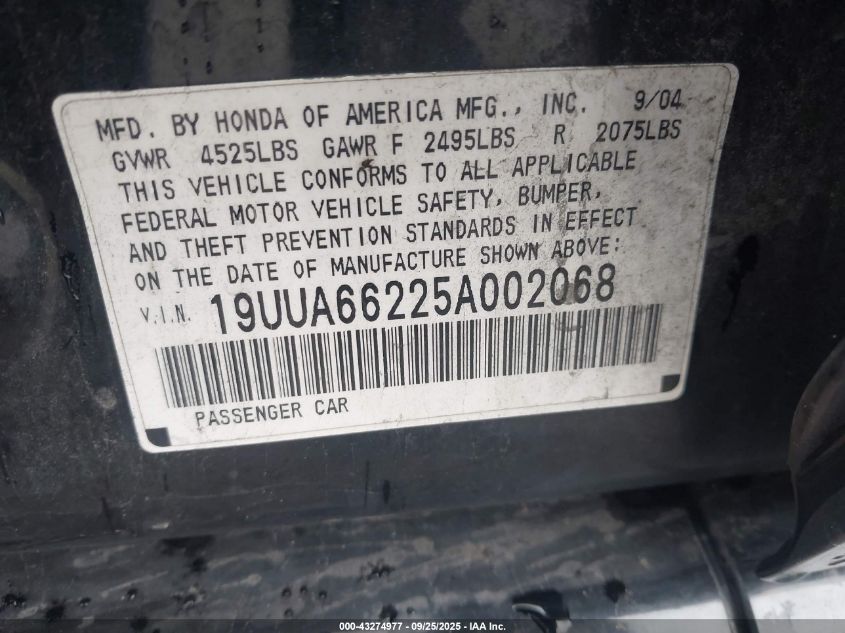 MFD. BY HONDA OF AMERICA MFG., INC. 9/04
GVWR 4525LBS GAWR F 2495LBS R 2075LBS
THIS VEHICLE CONFORMS TO ALL APPLICABLE
FEDERAL MOTOR VEHICLE SAFETY, BUMPER,
AND THEFT PREVENTION STANDARDS IN EFFECT
ON THE DATE OF MANUFACTURE SHOWN ABOVE:
V.I.N. 19UUA66225A002068
PASSENGER CAR
000-43274977 - 09/25/2025 - IAA Inc.